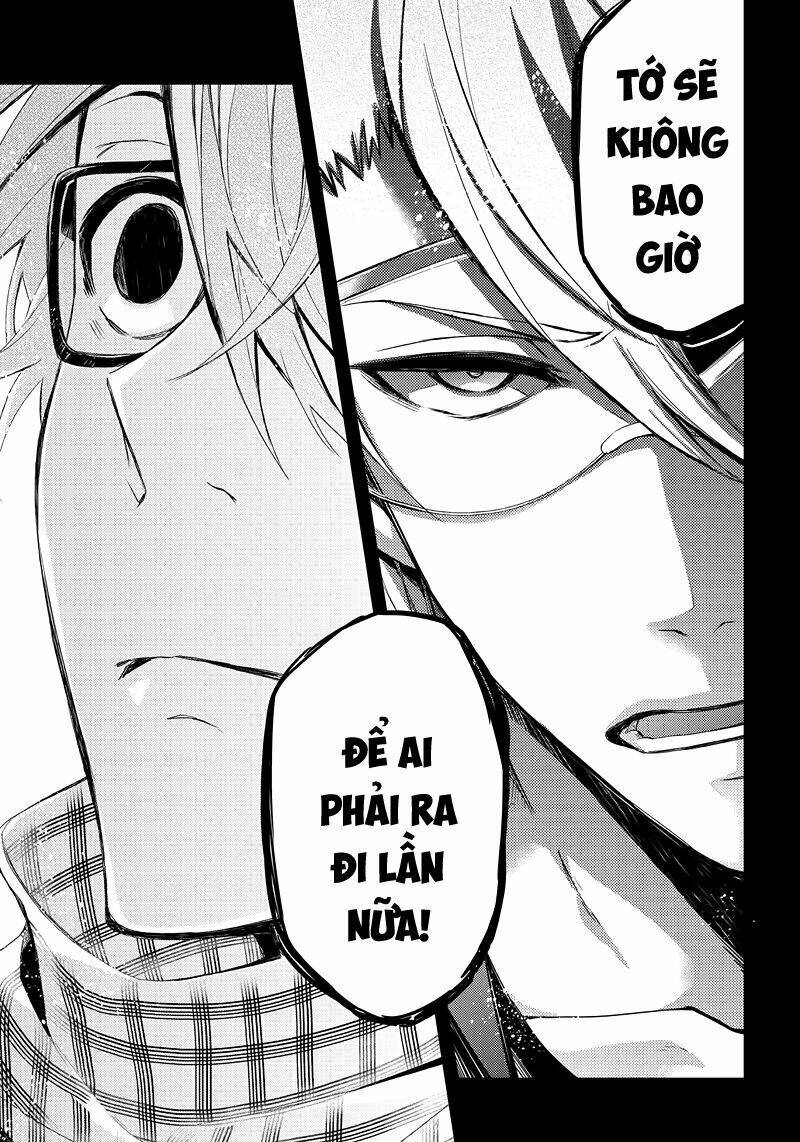 TỚ SẼ
KHÔNG
BAO
GIỜ
ĐỂ AI
PHẢI RA
ĐI LẦN
NỮA!